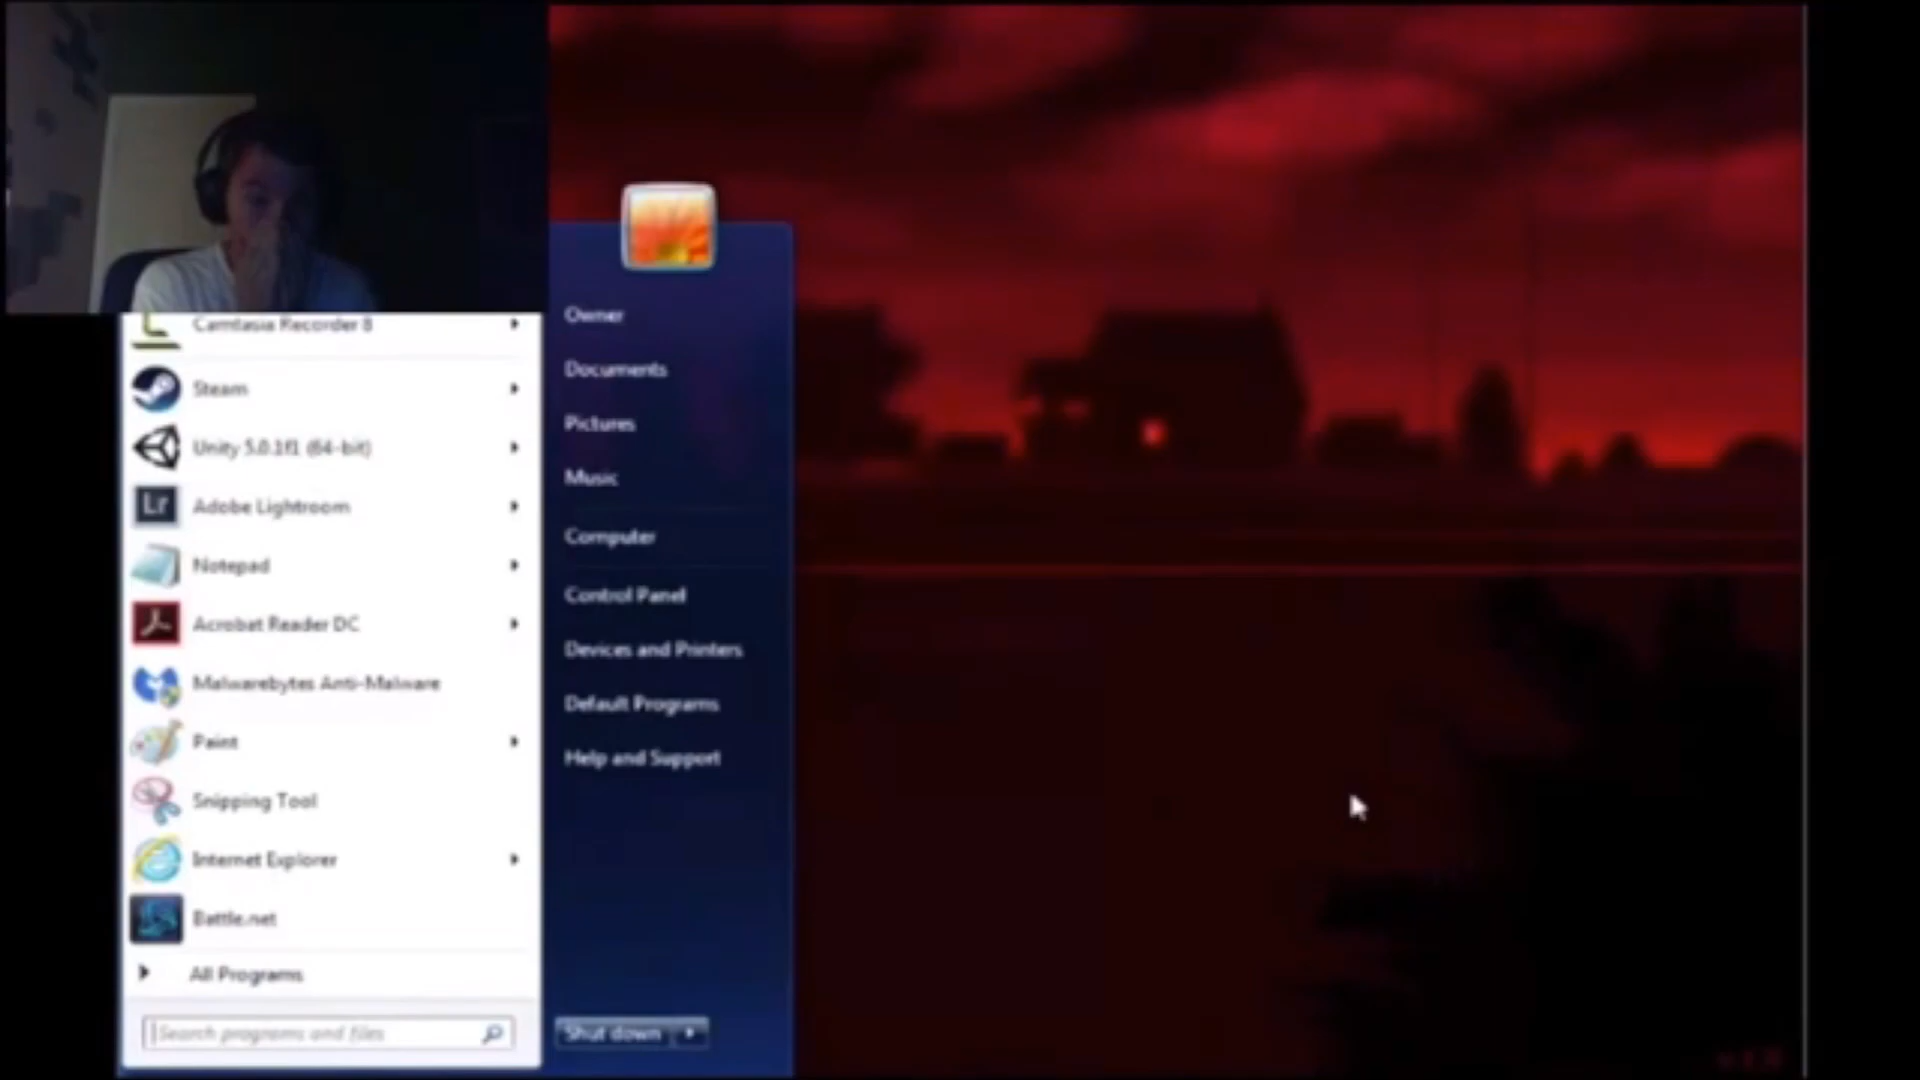 Camtasia Recorder 8
Steam
Unity 5.0.1f1 (64-bit)
Lr
Adobe Lightroom
Notepad
Acrobat Reader DC
Malwarebytes Anti-Malware
Paint
Snipping Tool
Internet Explorer
Battle.net
All Programs
Search programs and files
Owner
Documents
Pictures
Music
Computer
Control Panel
Devices and Printers
Default Programs
Help and Support
Shut down